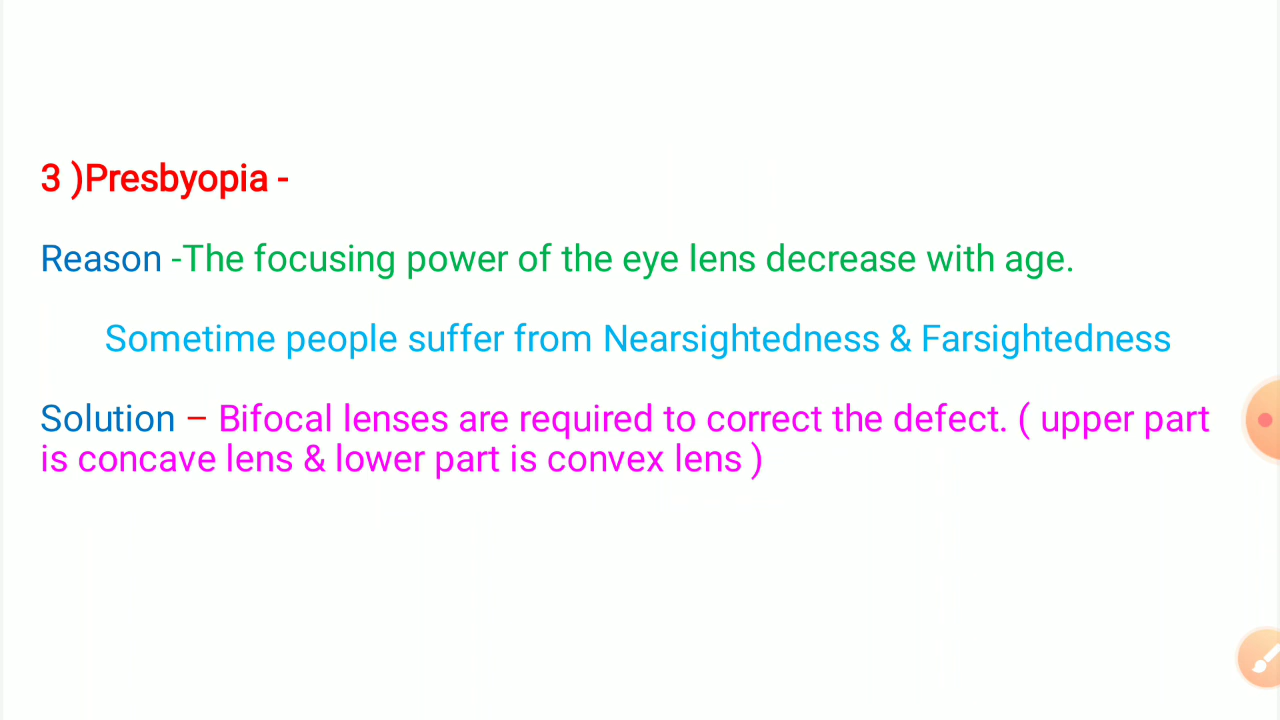 3 )Presbyopia -
Reason -The focusing power of the eye lens decrease with age.
Sometime people suffer from Nearsightedness & Farsightedness
Solution – Bifocal lenses are required to correct the defect. ( upper part
is concave lens & lower part is convex lens )